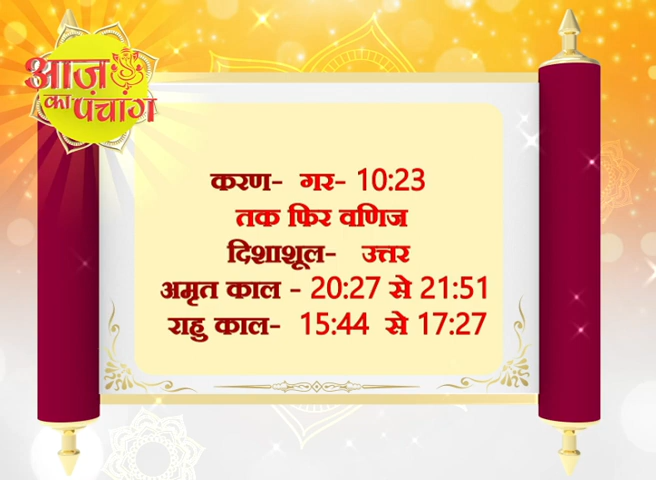 आज
का पंचांग
करण- गर- 10:23
तक फिर वणिज
दिशाशूल- उत्तर
अमृत काल - 20:27 से 21:51
राहु काल- 15:44 से 17:27